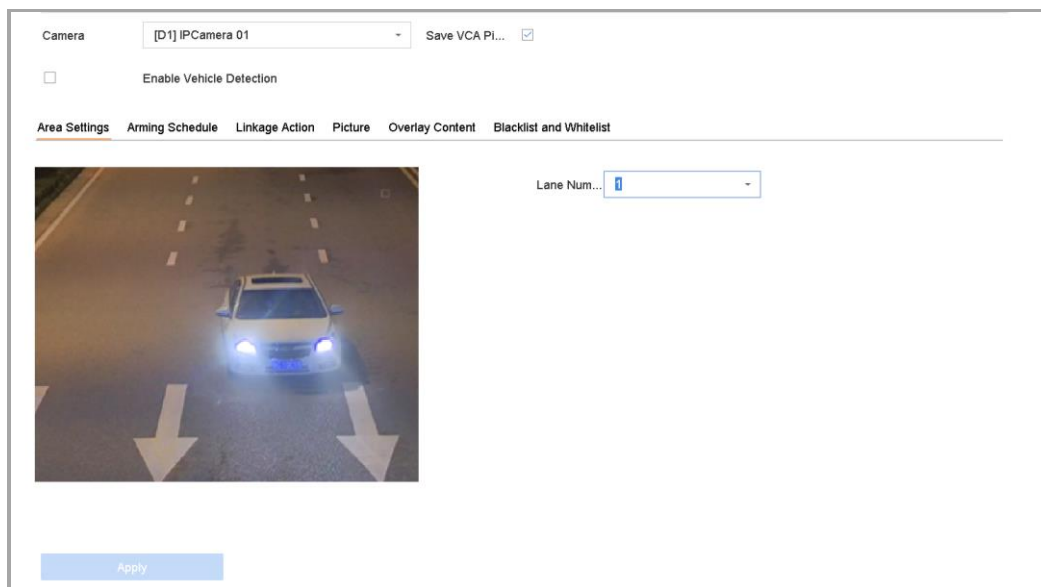 Camera [D1] IPCamera 01 Save VCA Pi...
Enable Vehicle Detection
Area Settings Arming Schedule Linkage Action Picture Overlay Content Blacklist and Whitelist
Lane Num... 1
Apply